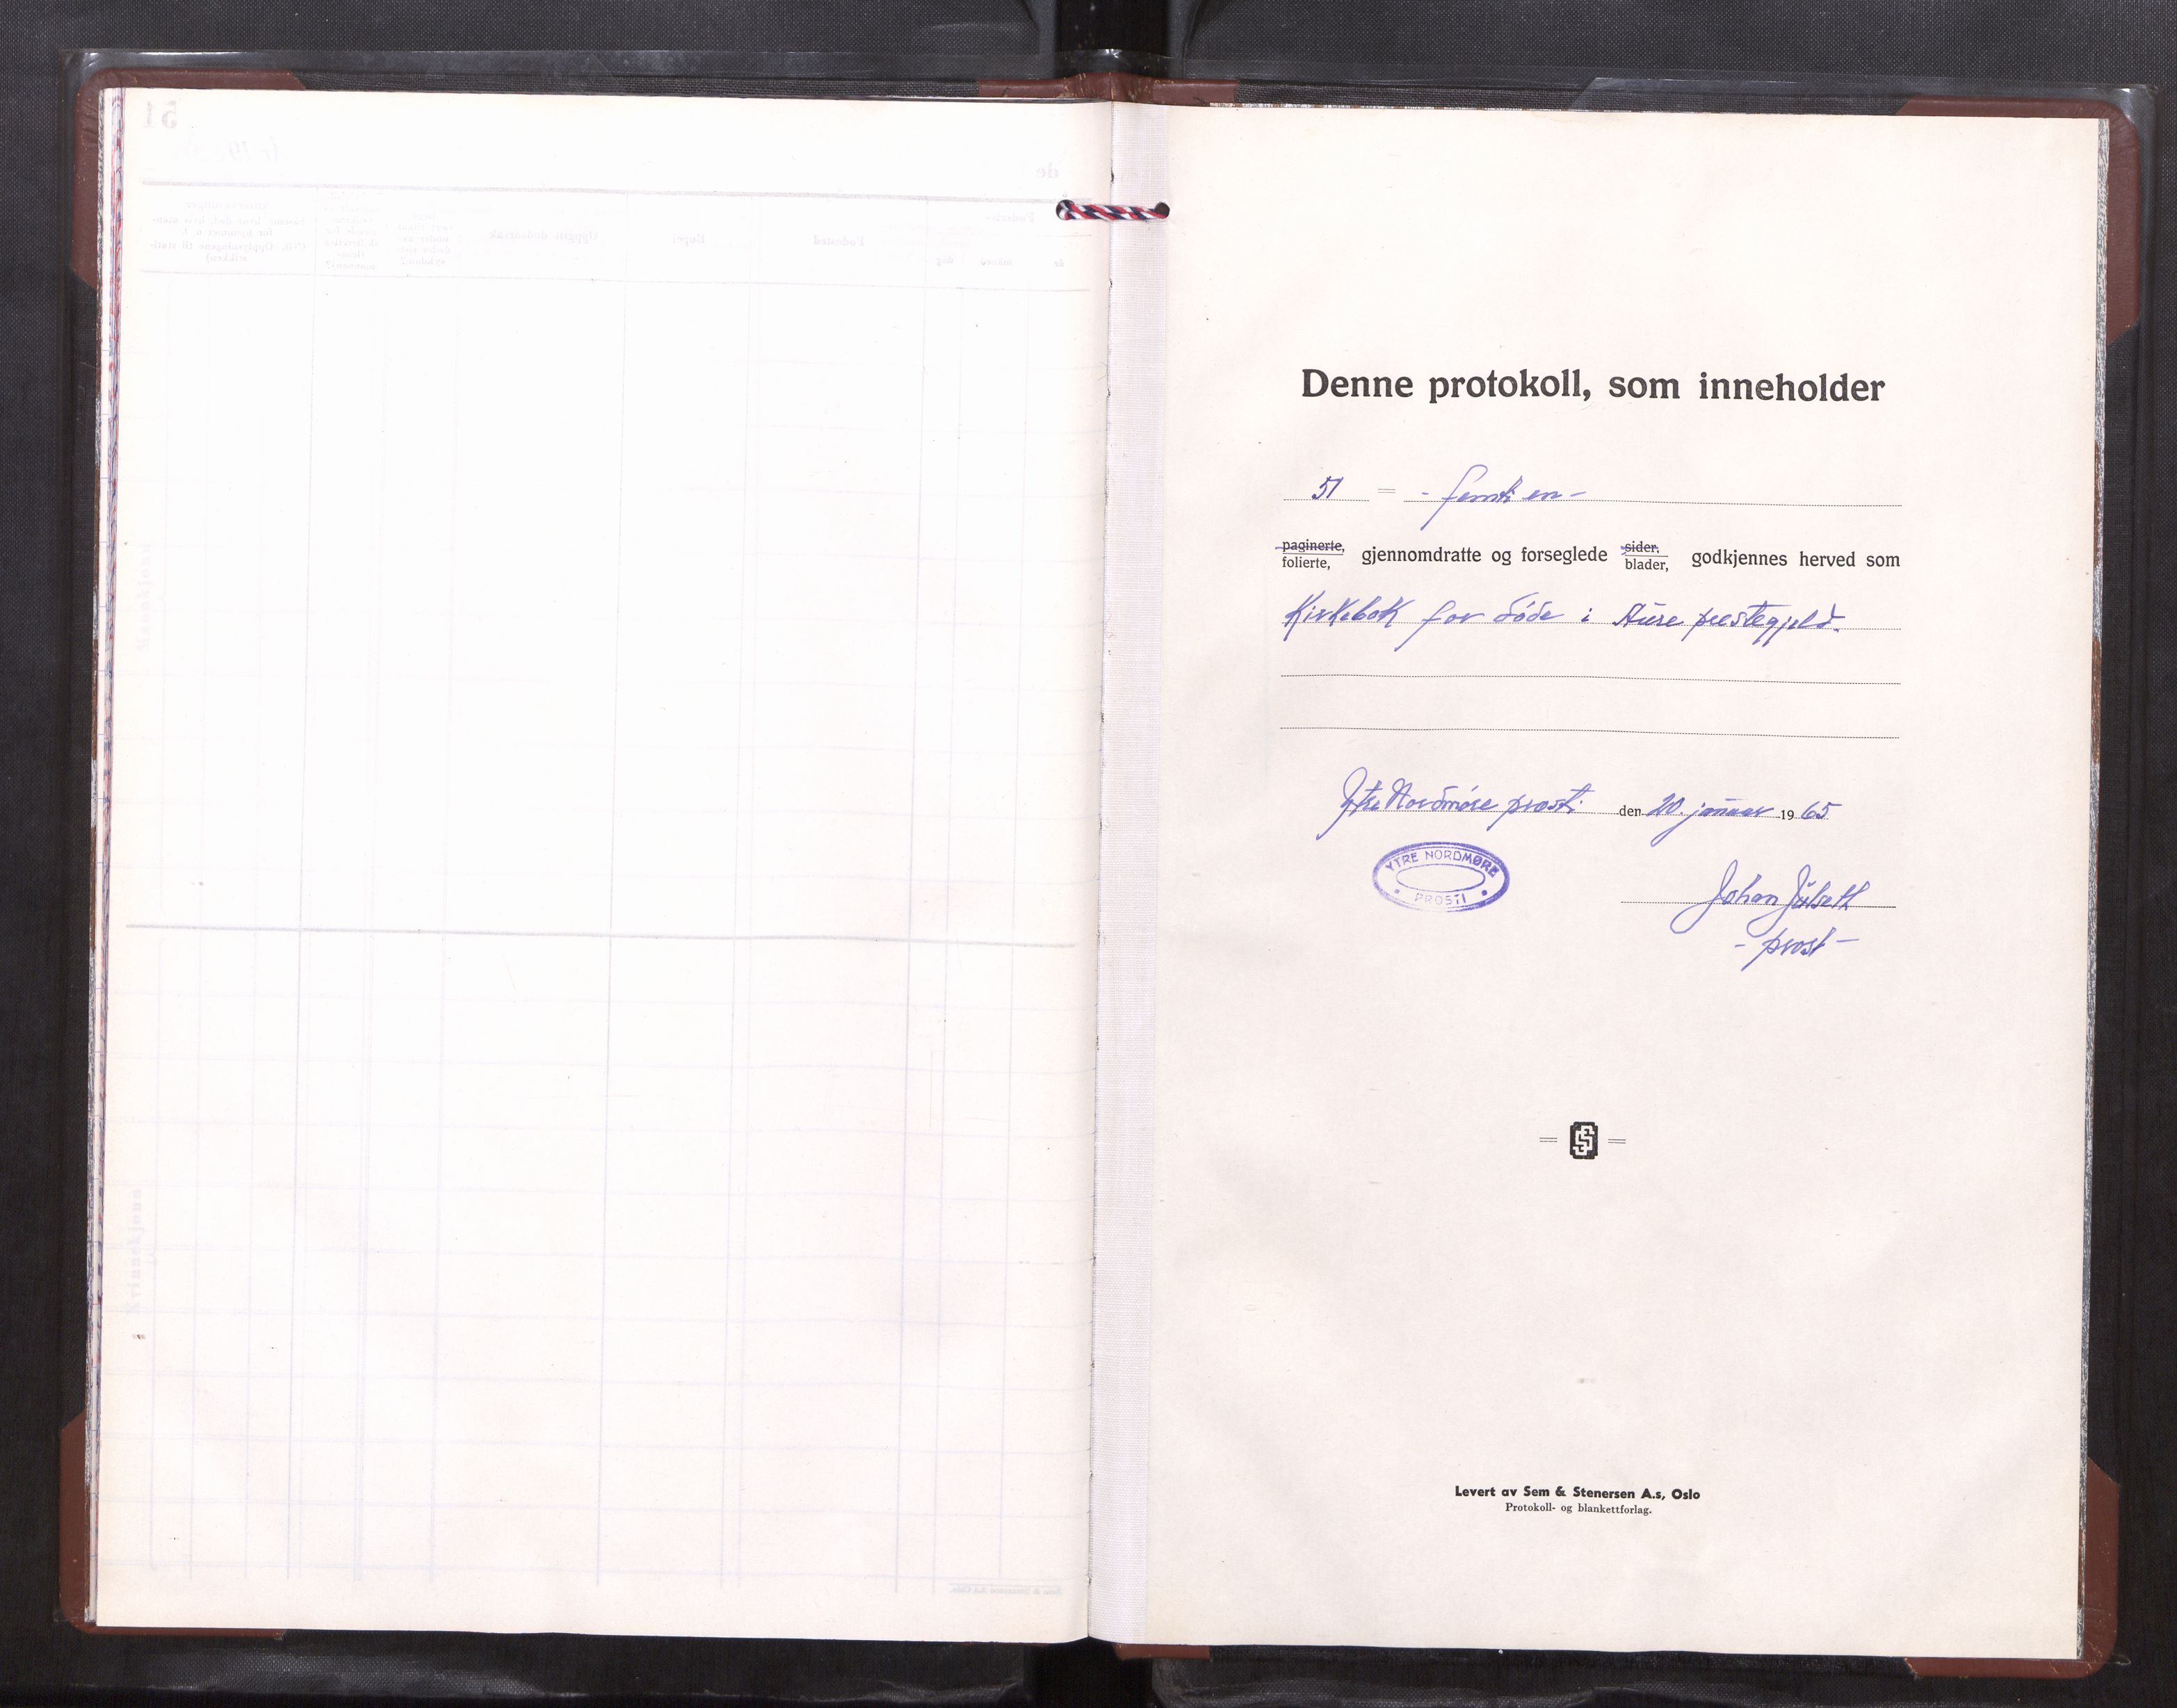 Denne protokoll, som inneholder
51 = - femti en -
paginerte, folierte, gjennomdratte og forseglede sider, blader, godkjennes herved som
Kirkebok for døde i Aure prestegjeld.
Ytre Nordmøre prosti den 20. januar 1965
YTRE NORDMØRE
PROSTI
Johan Julseth
- prost -
Levert av Sem & Stenersen A.s, Oslo
Protokoll- og blankettforlag.